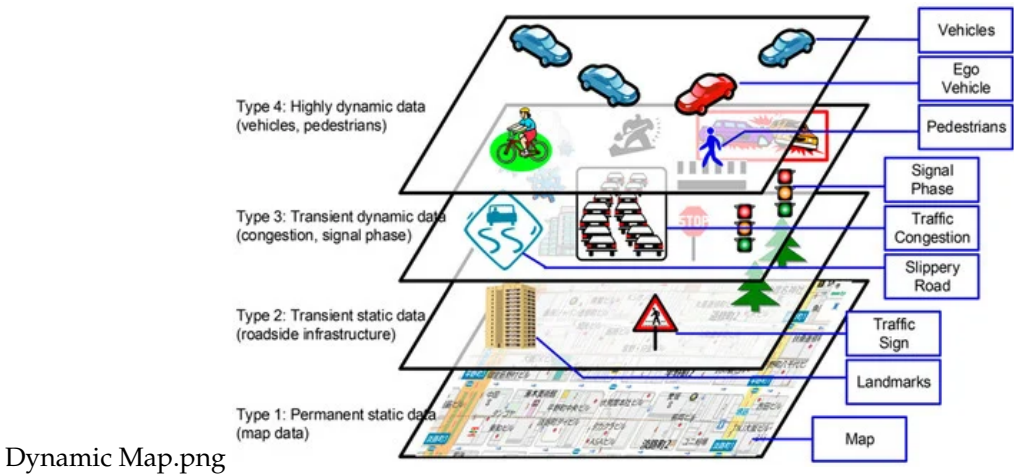 Vehicles
Ego
Vehicle
Type 4: Highly dynamic data
(vehicles, pedestrians)
Pedestrians
Signal
Phase
Type 3: Transient dynamic data
(congestion, signal phase)
STOP
Traffic
Congestion
Slippery
Road
Type 2: Transient static data
(roadside infrastructure)
Traffic
Sign
Landmarks
Type 1: Permanent static data
(map data)
Map
Dynamic Map.png